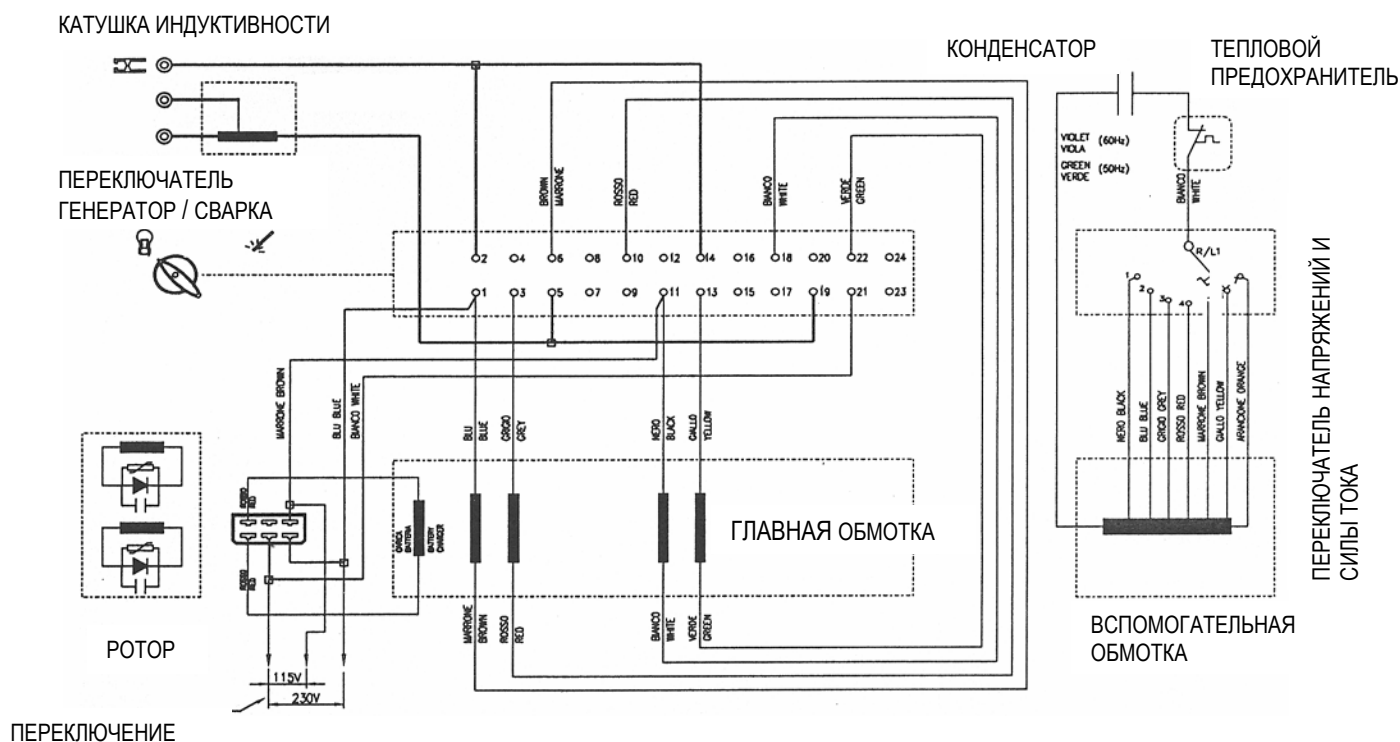 КАТУШКА ИНДУКТИВНОСТИ
КОНДЕНСАТОР
ТЕПЛОВОЙ
ПРЕДОХРАНИТЕЛЬ
VIOLET
VIOLA
(60Hz)
GREEN
VERDE
(50Hz)
BIANCO
WHITE
ПЕРЕКЛЮЧАТЕЛЬ
ГЕНЕРАТОР / СВАРКА
BROWN
MARRONE
ROSSO
RED
BIANCO
WHITE
VERDE
GREEN
2 4 6 8 10 12 14 16 18 20 22 24
1 3 5 7 9 11 13 15 17 19 21 23
R/L1
1
2
3
4
ПЕРЕКЛЮЧАТЕЛЬ НАПРЯЖЕНИЙ И
СИЛЫ ТОКА
MARRONE BROWN
BLU BLUE
BIANCO WHITE
BLU
BLUE
GRIGIO
GREY
NERO
BLACK
GIALLO
YELLOW
NERO BLACK
BLU BLUE
GRIGIO GREY
ROSSO RED
MARRONE BROWN
GIALLO YELLOW
ARANCIONE ORANGE
ROSSO
RED
CARICA
BATTERIA
BATTERY
CHARGER
ГЛАВНАЯ ОБМОТКА
ROSSO
RED
MARRONE
BROWN
ROSSO
RED
BIANCO
WHITE
VERDE
GREEN
РОТОР
ВСПОМОГАТЕЛЬНАЯ
ОБМОТКА
115V
230V
ПЕРЕКЛЮЧЕНИЕ